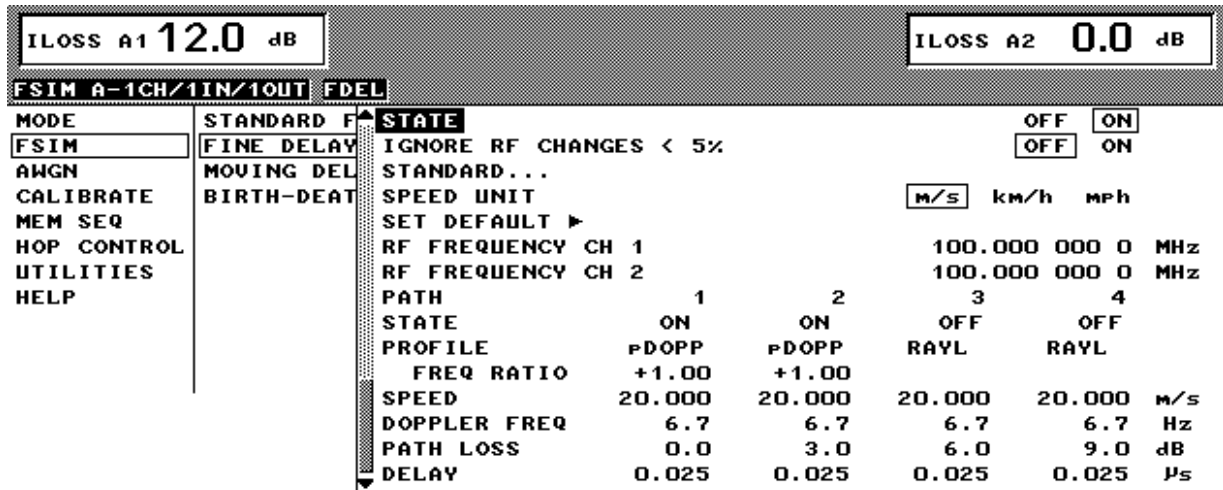 ILOSS A1 12.0 dB ILOSS A2 0.0 dB
FSIM A-1CH/1IN/1OUT FDEL
MODE STANDARD F STATE OFF ON
FSIM FINE DELAY IGNORE RF CHANGES < 5% OFF ON
AWGN MOVING DEL STANDARD...
CALIBRATE BIRTH-DEAT SPEED UNIT m/s km/h mph
MEM SEQ SET DEFAULT ▶
HOP CONTROL RF FREQUENCY CH 1 100.000 000 0 MHz
UTILITIES RF FREQUENCY CH 2 100.000 000 0 MHz
HELP PATH 1 2 3 4
STATE ON ON OFF OFF
PROFILE pDOPP pDOPP RAYL RAYL
FREQ RATIO +1.00 +1.00
SPEED 20.000 20.000 20.000 20.000 m/s
DOPPLER FREQ 6.7 6.7 6.7 6.7 Hz
PATH LOSS 0.0 3.0 6.0 9.0 dB
DELAY 0.025 0.025 0.025 0.025 µs